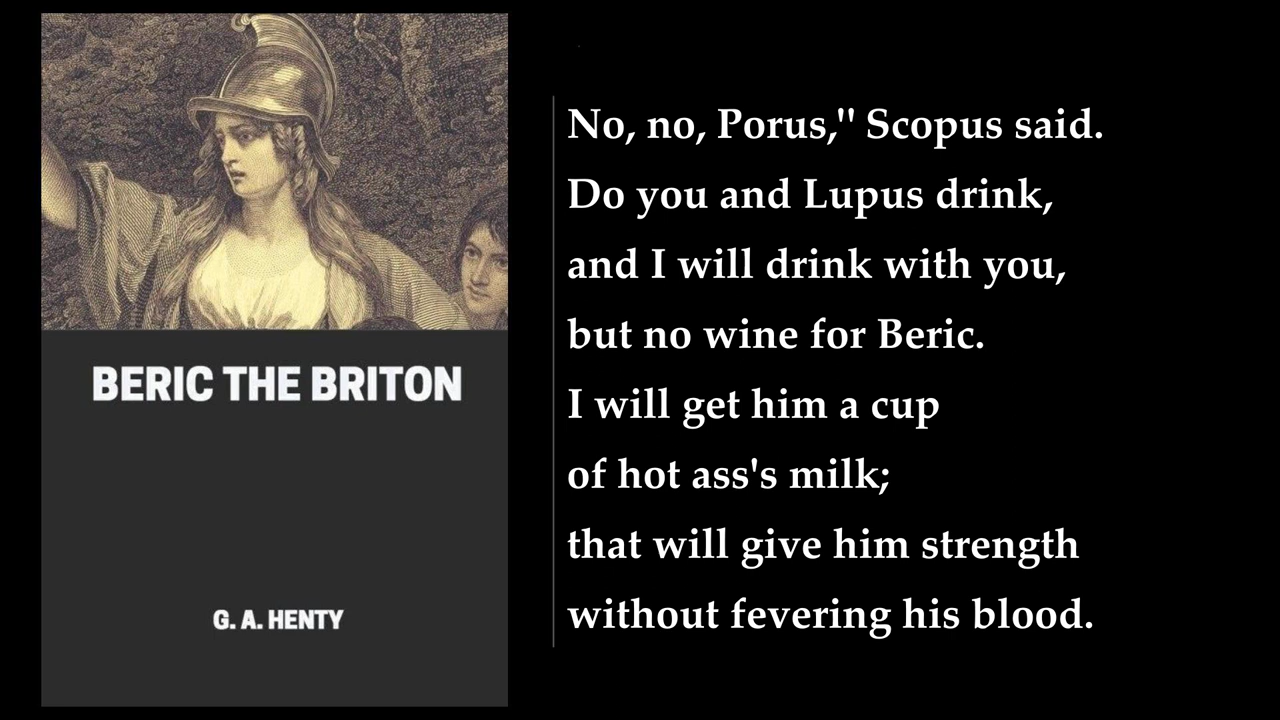 BERIC THE BRITON
G. A. HENTY
No, no, Porus," Scopus said.
Do you and Lupus drink,
and I will drink with you,
but no wine for Beric.
I will get him a cup
of hot ass's milk;
that will give him strength
without fevering his blood.